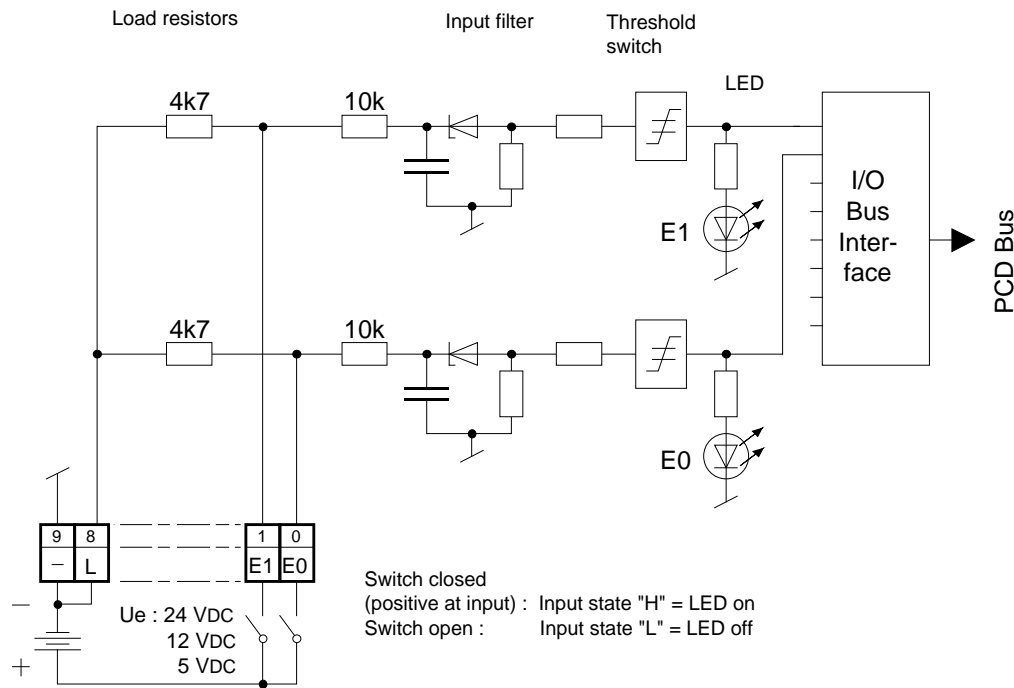 Load resistors
Input filter
Threshold
switch
LED
4k7
10k
E1
I/O
Bus
Inter-
face
PCD Bus
4k7
10k
E0
9 8 1 0
– L E1 E0
–
+
Ue : 24 VDC
12 VDC
5 VDC
Switch closed
(positive at input) : Input state "H" = LED on
Switch open : Input state "L" = LED off